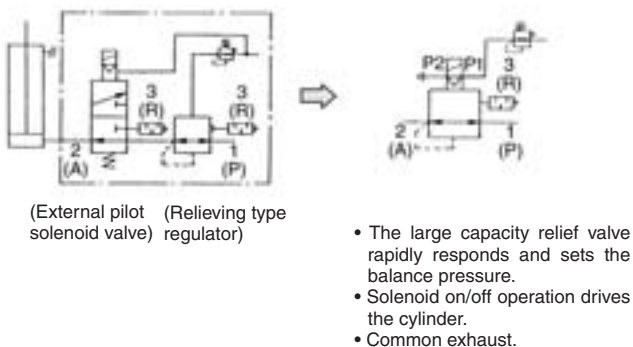 3
(R)
3
(R)
2
(A)
1
(P)
P2 P1
3
(R)
2
(A)
1
(P)
(External pilot
solenoid valve)
(Relieving type
regulator)
• The large capacity relief valve
rapidly responds and sets the
balance pressure.
• Solenoid on/off operation drives
the cylinder.
• Common exhaust.